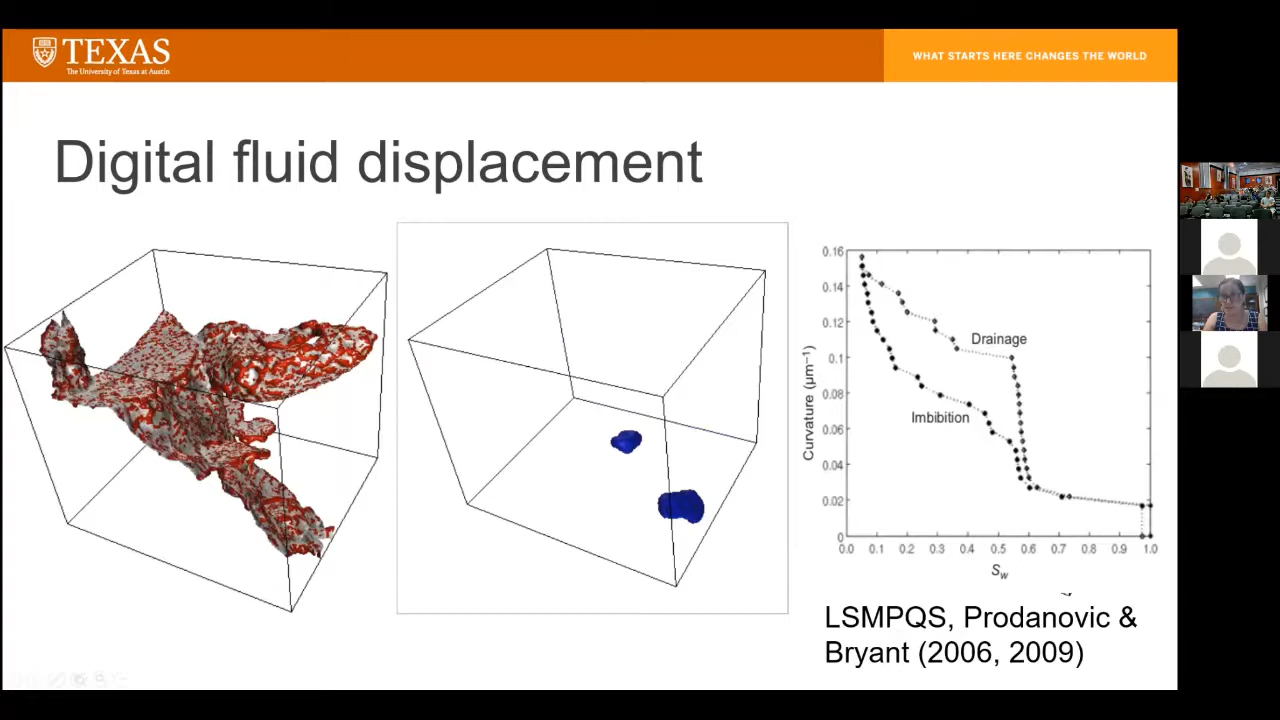 TEXAS
The University of Texas at Austin
WHAT STARTS HERE CHANGES THE WORLD
Digital fluid displacement
0.16
0.14
0.12
0.1
0.08
0.06
0.04
0.02
0
Curvature (μm⁻¹)
Drainage
Imbibition
0.0 0.1 0.2 0.3 0.4 0.5 0.6 0.7 0.8 0.9 1.0
Sw
LSMPQS, Prodanovic &
Bryant (2006, 2009)